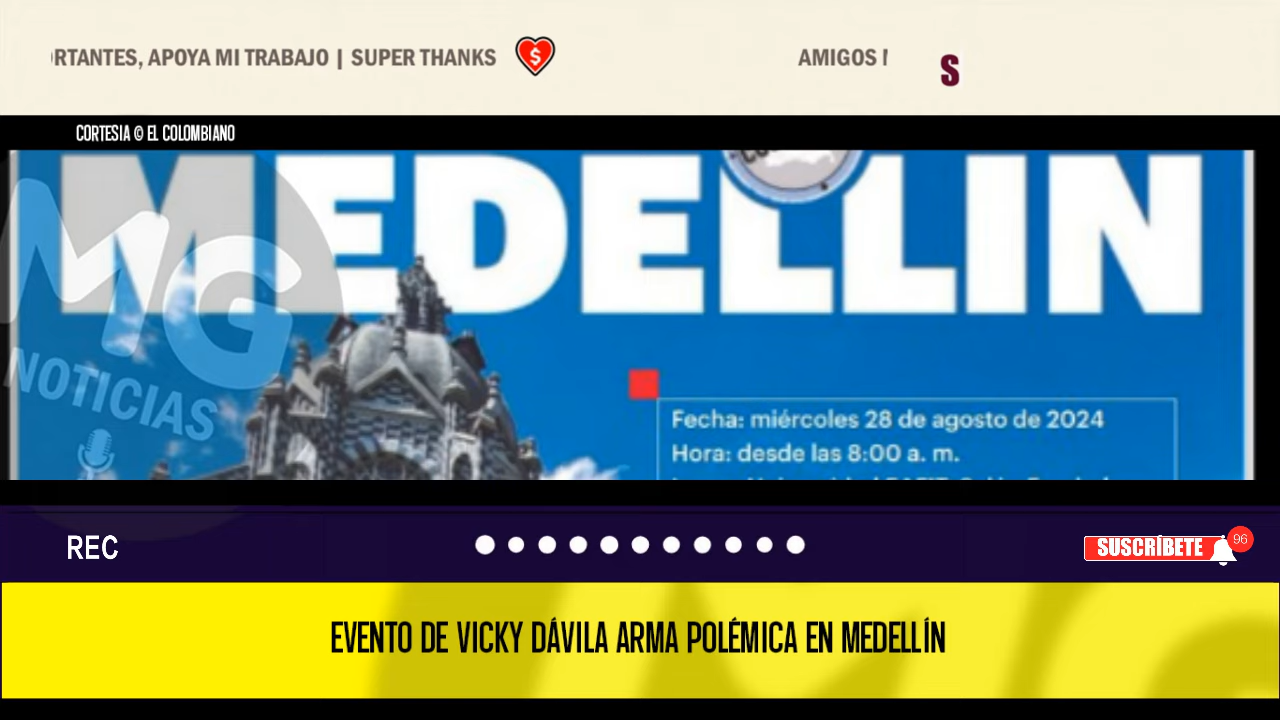 RTANTES, APOYA MI TRABAJO | SUPER THANKS
AMIGOS
S
CORTESIA © EL COLOMBIANO
MEDELLIN
MG
NOTICIAS
Fecha: miércoles 28 de agosto de 2024
Hora: desde las 8:00 a. m.
REC
SUSCRÍBETE
96
EVENTO DE VICKY DÁVILA ARMA POLÉMICA EN MEDELLÍN